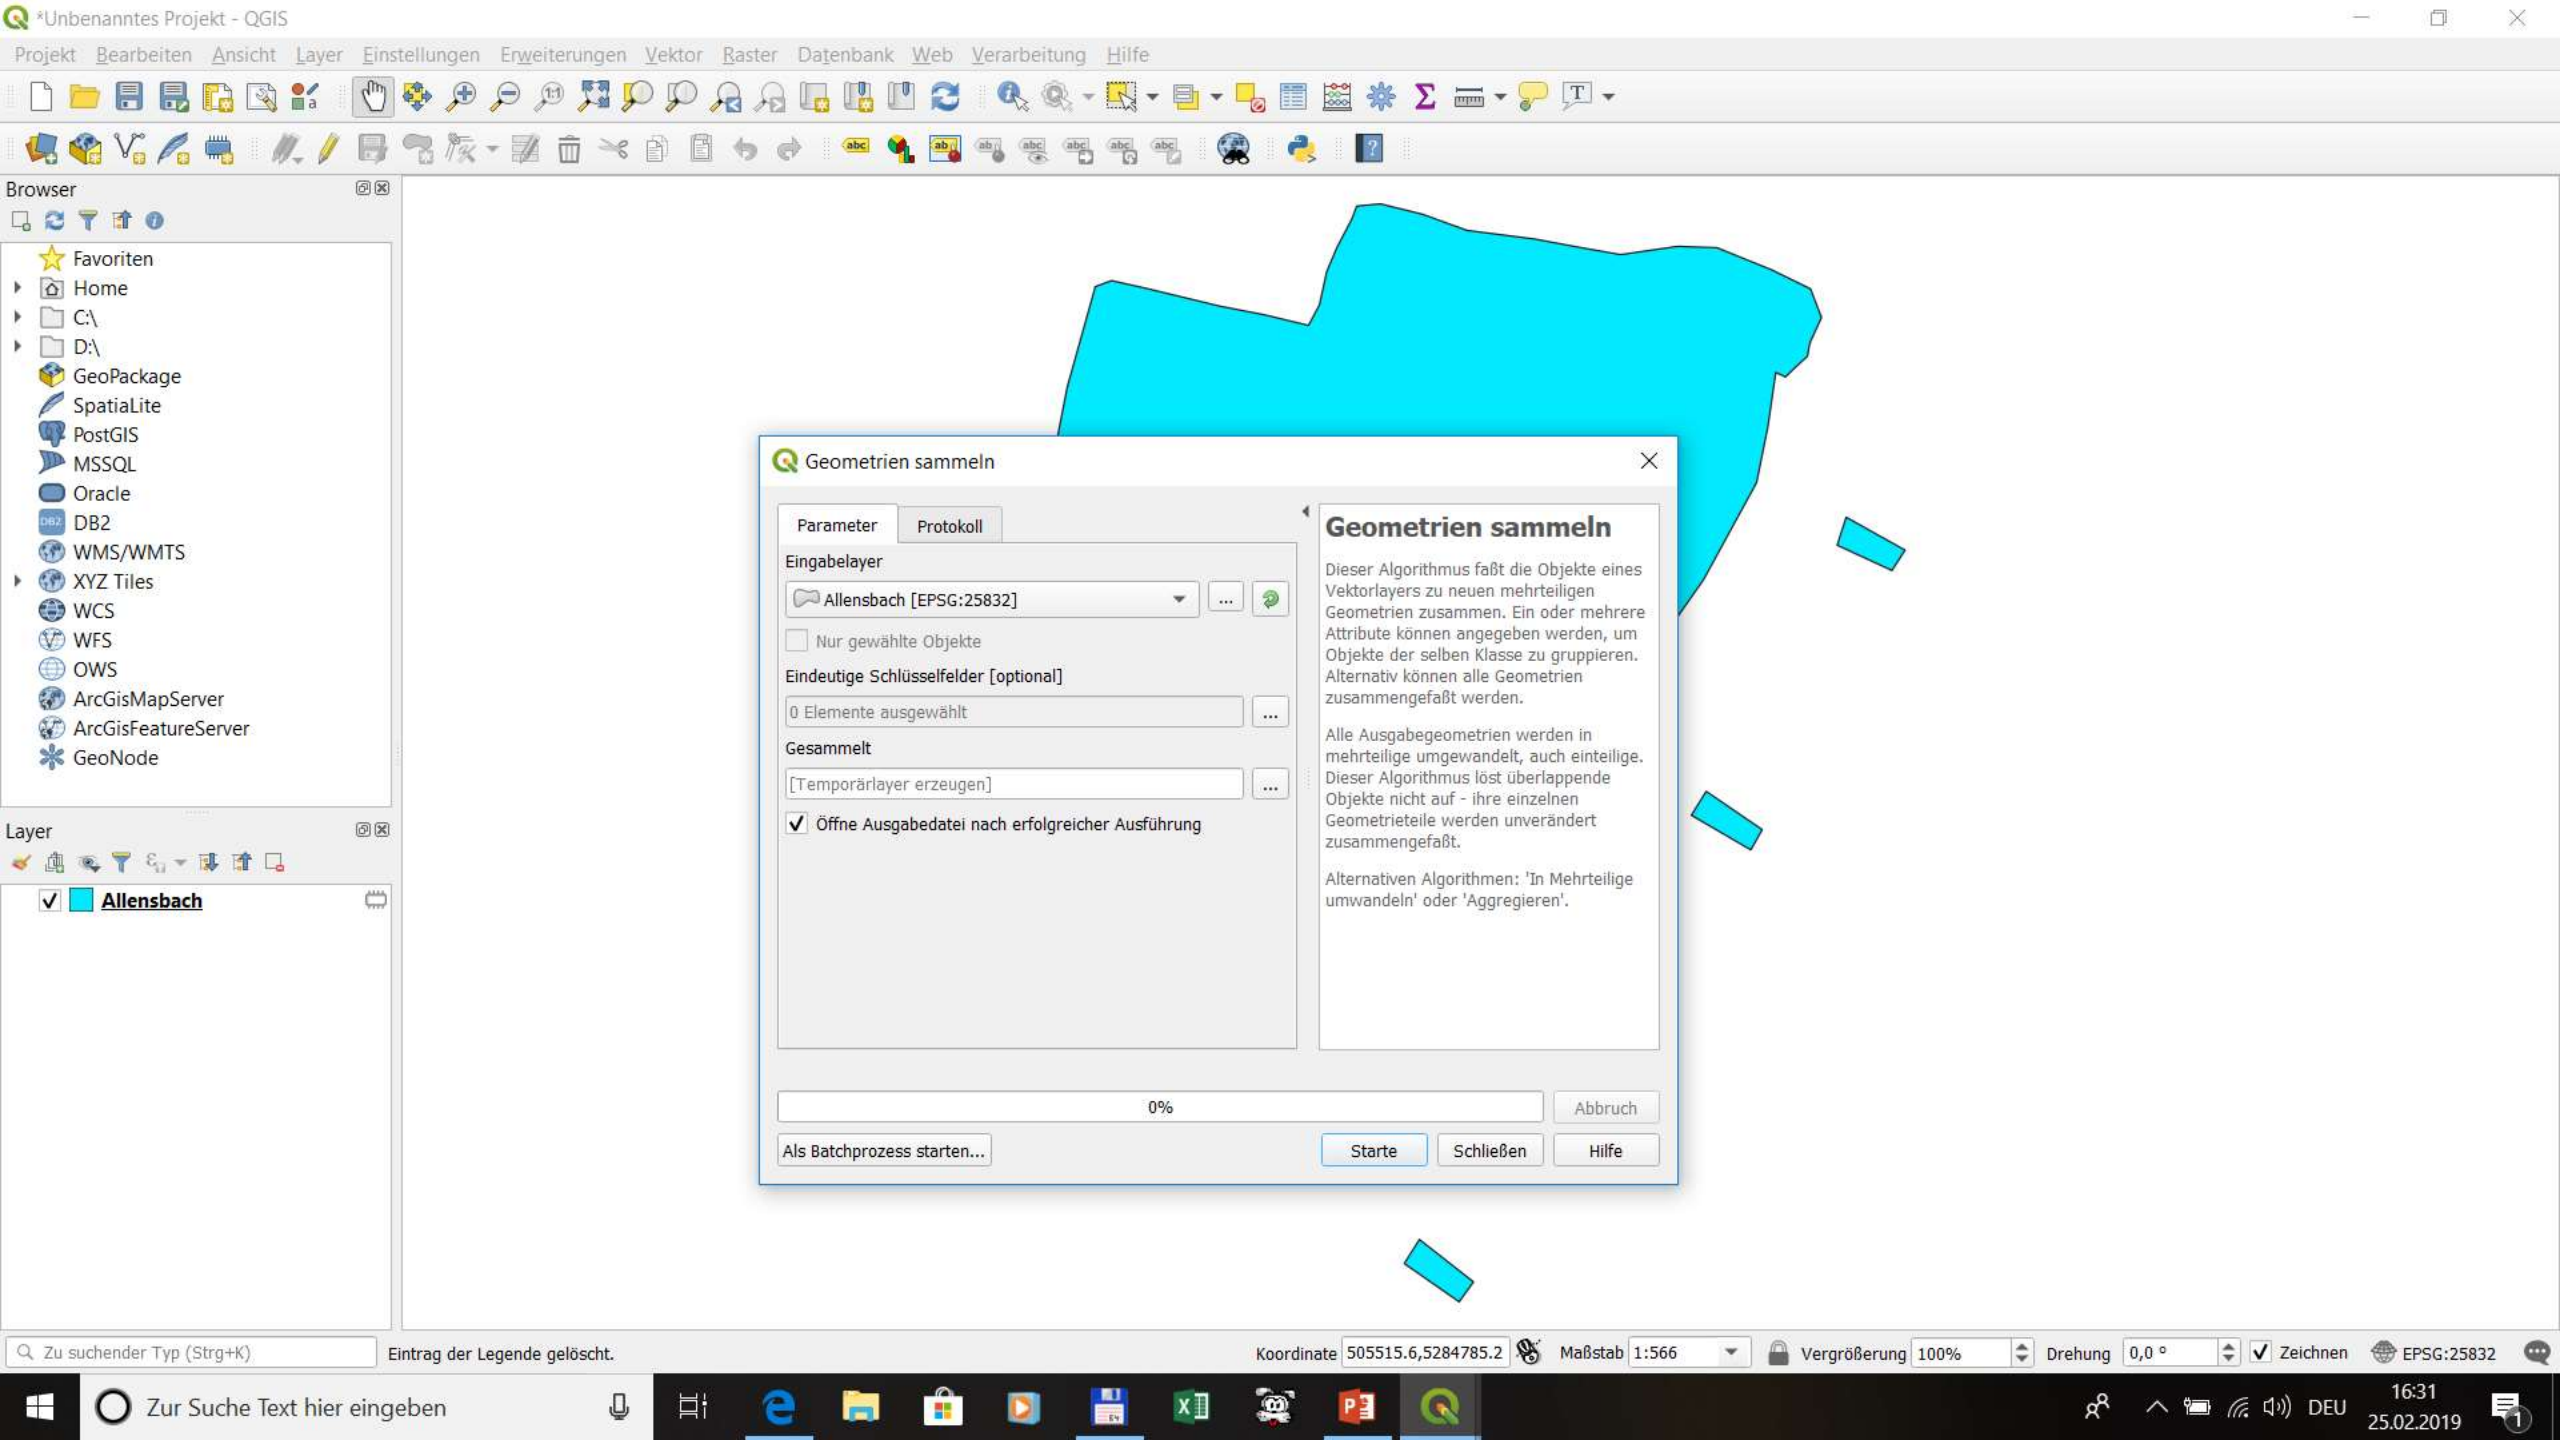 *Unbenanntes Projekt - QGIS
Projekt Bearbeiten Ansicht Layer Einstellungen Erweiterungen Vektor Raster Datenbank Web Verarbeitung Hilfe
Browser
Favoriten
Home
C:\
D:\
GeoPackage
SpatiaLite
PostGIS
MSSQL
Oracle
DB2
WMS/WMTS
XYZ Tiles
WCS
WFS
OWS
ArcGisMapServer
ArcGisFeatureServer
GeoNode
Layer
Allensbach
Geometrien sammeln
Parameter Protokoll
Eingabelayer
Allensbach [EPSG:25832]
...
Nur gewählte Objekte
Eindeutige Schlüsselfelder [optional]
0 Elemente ausgewählt
...
Gesammelt
[Temporärlayer erzeugen]
...
Öffne Ausgabedatei nach erfolgreicher Ausführung
Geometrien sammeln
Dieser Algorithmus faßt die Objekte eines
Vektorlayers zu neuen mehrteiligen
Geometrien zusammen. Ein oder mehrere
Attribute können angegeben werden, um
Objekte der selben Klasse zu gruppieren.
Alternativ können alle Geometrien
zusammengefaßt werden.
Alle Ausgabegeometrien werden in
mehrteilige umgewandelt, auch einteilige.
Dieser Algorithmus löst überlappende
Objekte nicht auf - ihre einzelnen
Geometrieteile werden unverändert
zusammengefaßt.
Alternativen Algorithmen: 'In Mehrteilige
umwandeln' oder 'Aggregieren'.
0%
Abbruch
Als Batchprozess starten...
Starte Schließen Hilfe
Zu suchender Typ (Strg+K) Eintrag der Legende gelöscht. Koordinate 505515.6,5284785.2 Maßstab 1:566 Vergrößerung 100% Drehung 0,0 ° Zeichnen EPSG:25832
Zur Suche Text hier eingeben
DEU
16:31
25.02.2019
1